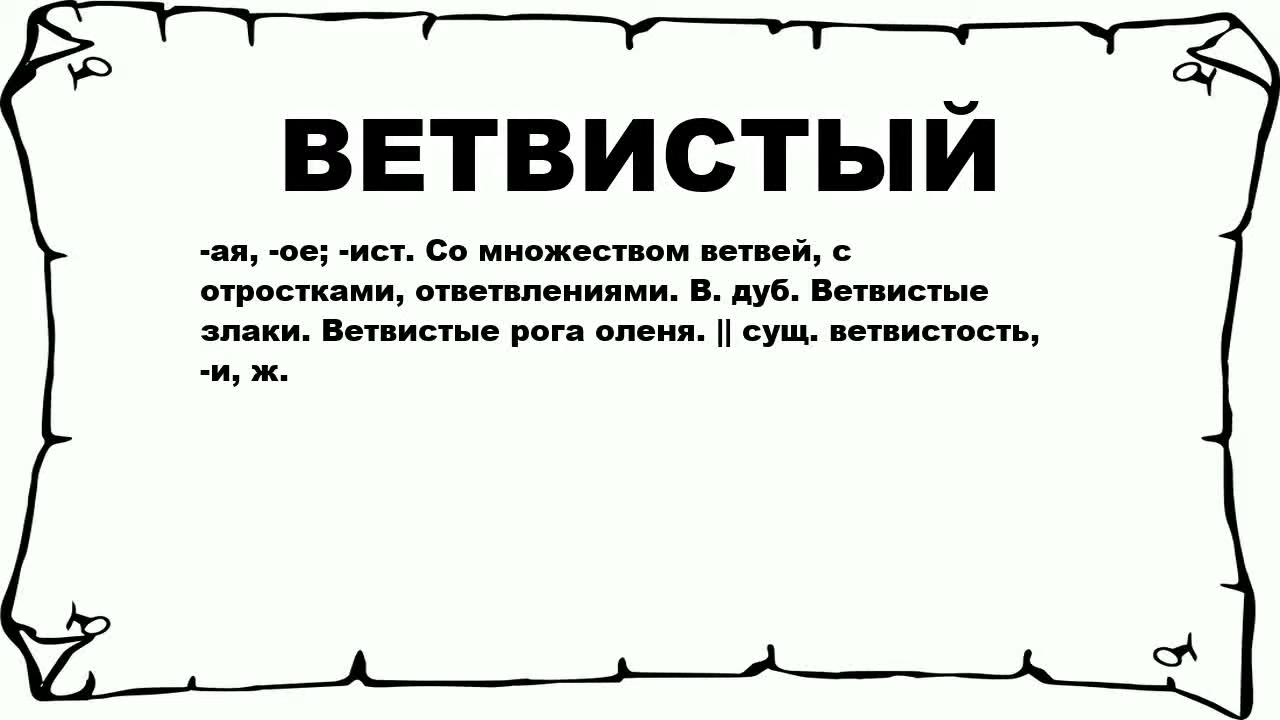 ВЕТВИСТЫЙ
-ая, -ое; -ист. Со множеством ветвей, с
отростками, ответвлениями. В. дуб. Ветвистые
злаки. Ветвистые рога оленя. || сущ. ветвистость,
-и, ж.